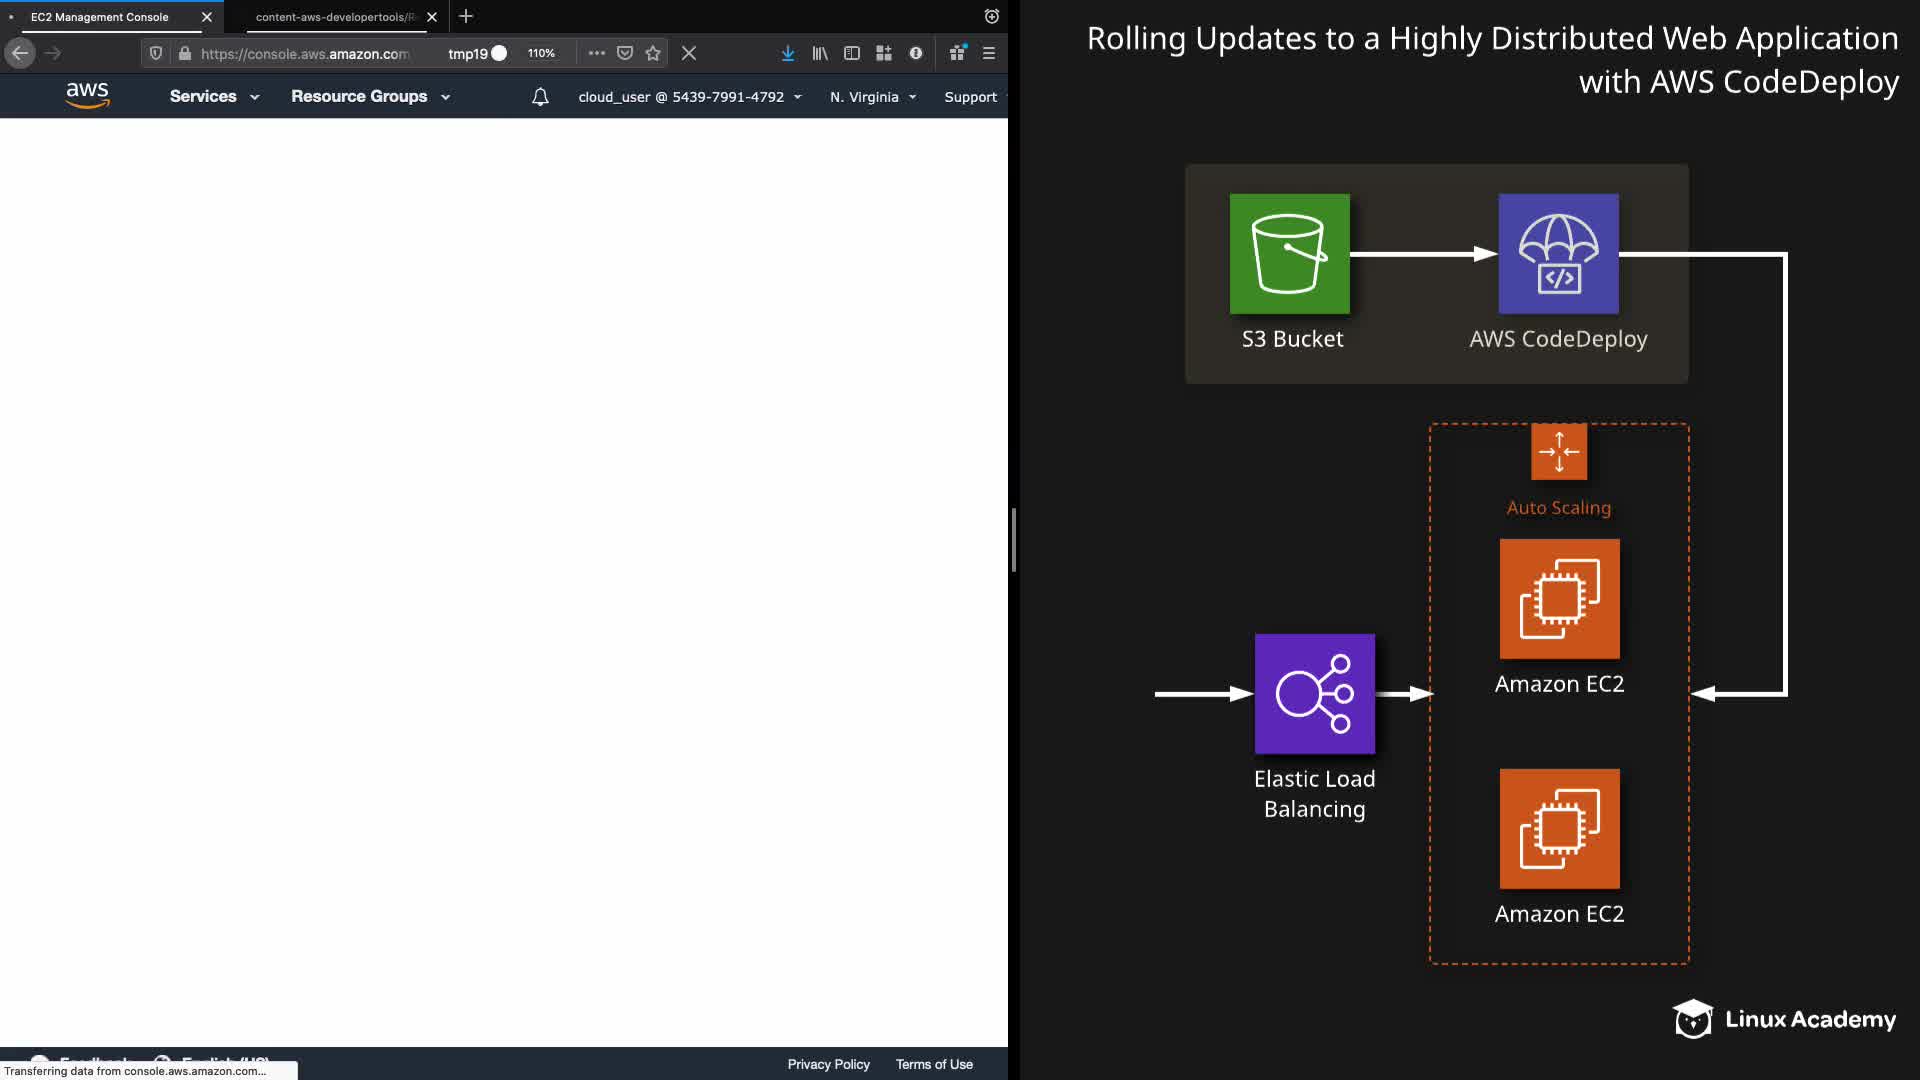 EC2 Management Console
content-aws-developertools/R
https://console.aws.amazon.com
tmp19
110%
aws
Services
Resource Groups
cloud_user @ 5439-7991-4792
N. Virginia
Support
Transferring data from console.aws.amazon.com...
Privacy Policy
Terms of Use
Rolling Updates to a Highly Distributed Web Application
with AWS CodeDeploy
S3 Bucket
AWS CodeDeploy
Auto Scaling
Amazon EC2
Elastic Load
Balancing
Amazon EC2
Linux Academy